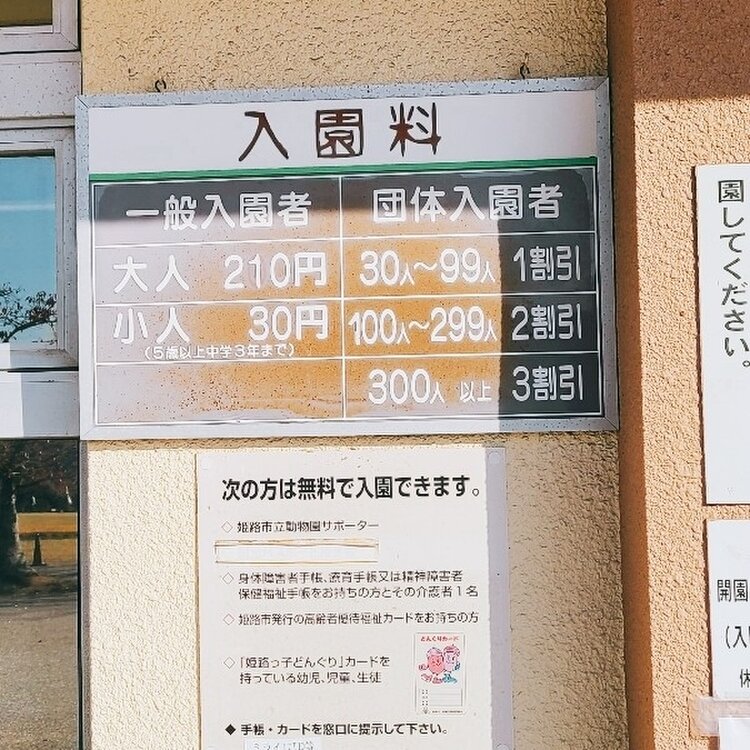 入園料
一般入園者
大人 210円
小人 30円
(5歳以上中学3年まで)
団体入園者
30人～99人 1割引
100人～299人 2割引
300人以上 3割引
次の方は無料で入園できます。
◇姫路市立動物園サポーター
◇身体障害者手帳、療育手帳又は精神障害者
保健福祉手帳をお持ちの方とその介護者1名
◇姫路市発行の高齢者優待福祉カードをお持ちの方
◇「姫路っ子どんぐり」カードを
持っている幼児、児童、生徒
どんぐりカード
◆手帳・カードを窓口に提示して下さい。
園してください。
開園
(入
休